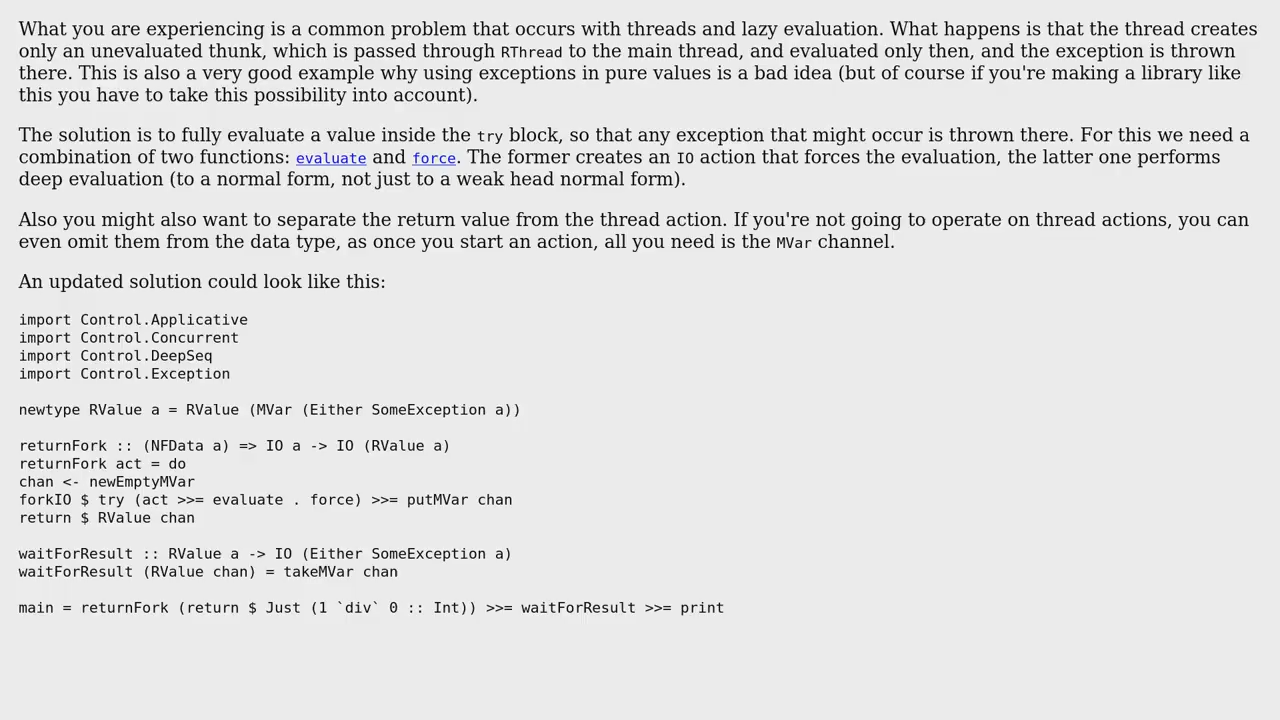 What you are experiencing is a common problem that occurs with threads and lazy evaluation. What happens is that the thread creates
only an unevaluated thunk, which is passed through RThread to the main thread, and evaluated only then, and the exception is thrown
there. This is also a very good example why using exceptions in pure values is a bad idea (but of course if you're making a library like
this you have to take this possibility into account).
The solution is to fully evaluate a value inside the try block, so that any exception that might occur is thrown there. For this we need a
combination of two functions: evaluate and force. The former creates an IO action that forces the evaluation, the latter one performs
deep evaluation (to a normal form, not just to a weak head normal form).
Also you might also want to separate the return value from the thread action. If you're not going to operate on thread actions, you can
even omit them from the data type, as once you start an action, all you need is the MVar channel.
An updated solution could look like this:
import Control.Applicative
import Control.Concurrent
import Control.DeepSeq
import Control.Exception
newtype RValue a = RValue (MVar (Either SomeException a))
returnFork :: (NFData a) => IO a -> IO (RValue a)
returnFork act = do
chan <- newEmptyMVar
forkIO $ try (act >>= evaluate . force) >>= putMVar chan
return $ RValue chan
waitForResult :: RValue a -> IO (Either SomeException a)
waitForResult (RValue chan) = takeMVar chan
main = returnFork (return $ Just (1 `div` 0 :: Int)) >>= waitForResult >>= print